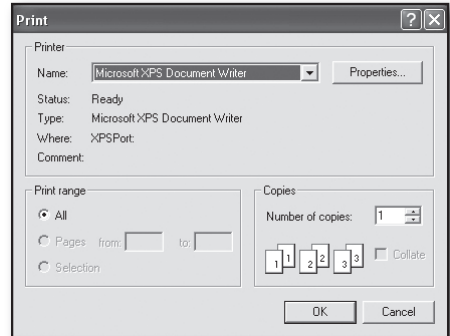 Print
Printer
Name: Microsoft XPS Document Writer Properties...
Status: Ready
Type: Microsoft XPS Document Writer
Where: XPSPort:
Comment:
Print range
All
Pages from: to:
Selection
Copies
Number of copies: 1
1 1 2 2 3 3 Collate
OK Cancel